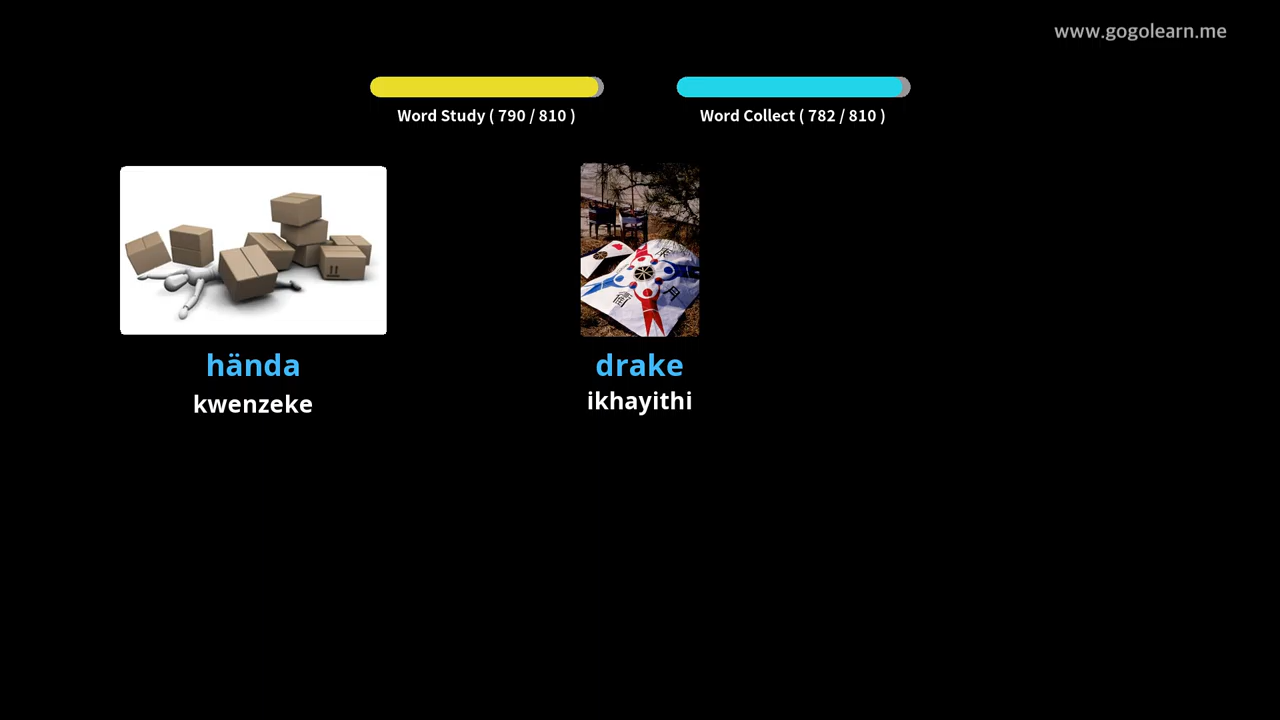 www.gogolearn.me
Word Study ( 790 / 810 )
Word Collect ( 782 / 810 )
hända
kwenzeke
drake
ikhayithi